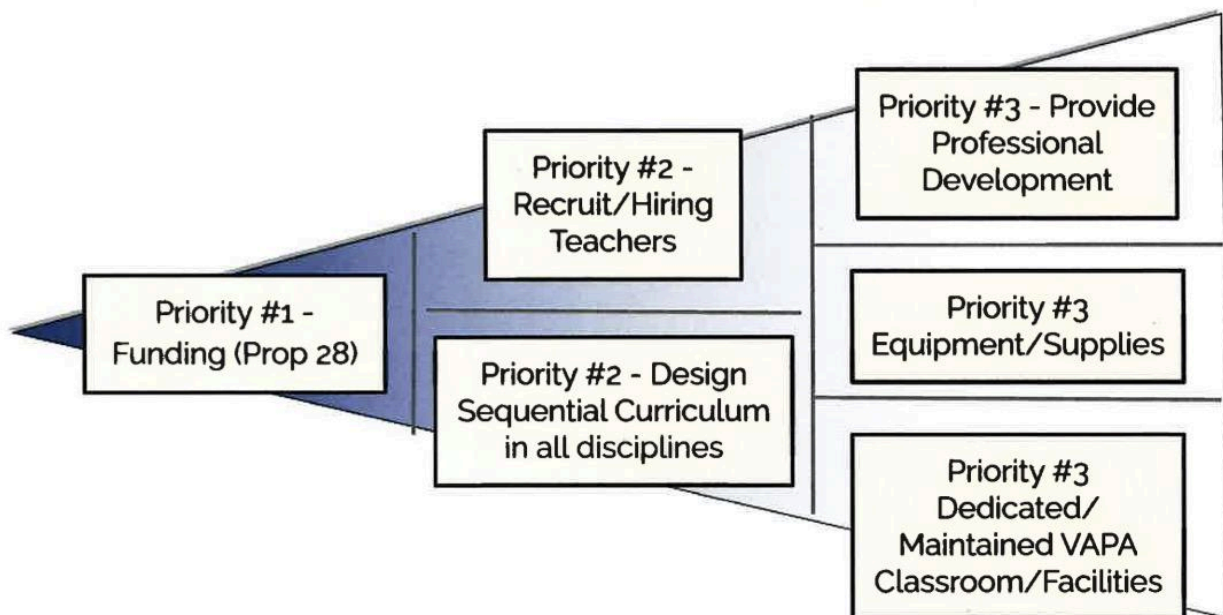 Priority #1 -
Funding (Prop 28)
Priority #2 -
Recruit/Hiring
Teachers
Priority #2 - Design
Sequential Curriculum
in all disciplines
Priority #3 - Provide
Professional
Development
Priority #3
Equipment/Supplies
Priority #3
Dedicated/
Maintained VAPA
Classroom/Facilities